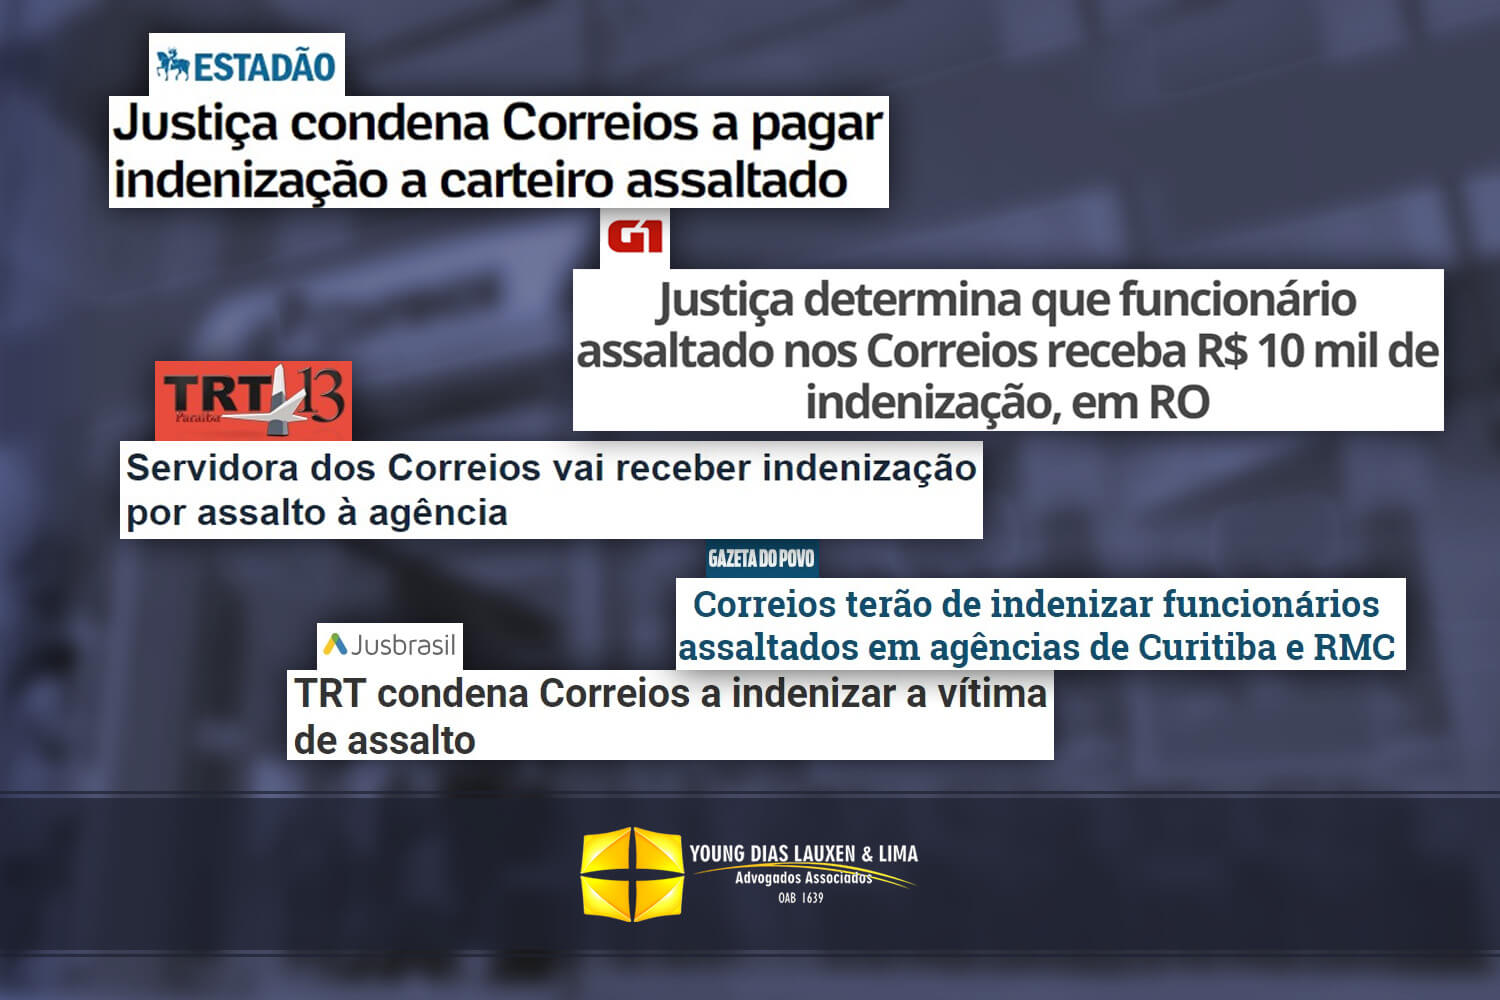 ESTADÃO
Justiça condena Correios a pagar
indenização a carteiro assaltado
G1
Justiça determina que funcionário
assaltado nos Correios receba R$ 10 mil de
indenização, em RO
TRT 13
Paraíba
Servidora dos Correios vai receber indenização
por assalto à agência
GAZETA DO POVO
Correios terão de indenizar funcionários
assaltados em agências de Curitiba e RMC
Jusbrasil
TRT condena Correios a indenizar a vítima
de assalto
YOUNG DIAS LAUXEN & LIMA
Advogados Associados
OAB 1639